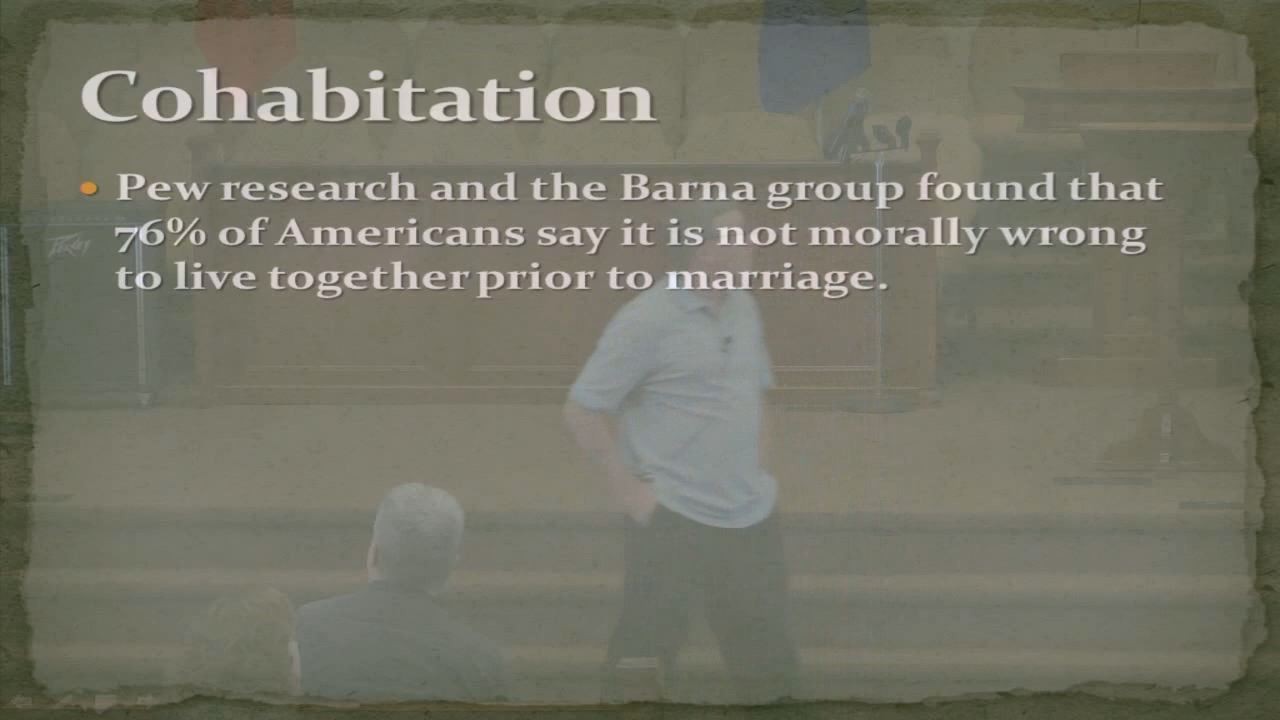 Cohabitation
Pew research and the Barna group found that
76% of Americans say it is not morally wrong
to live together prior to marriage.
PEAVEY